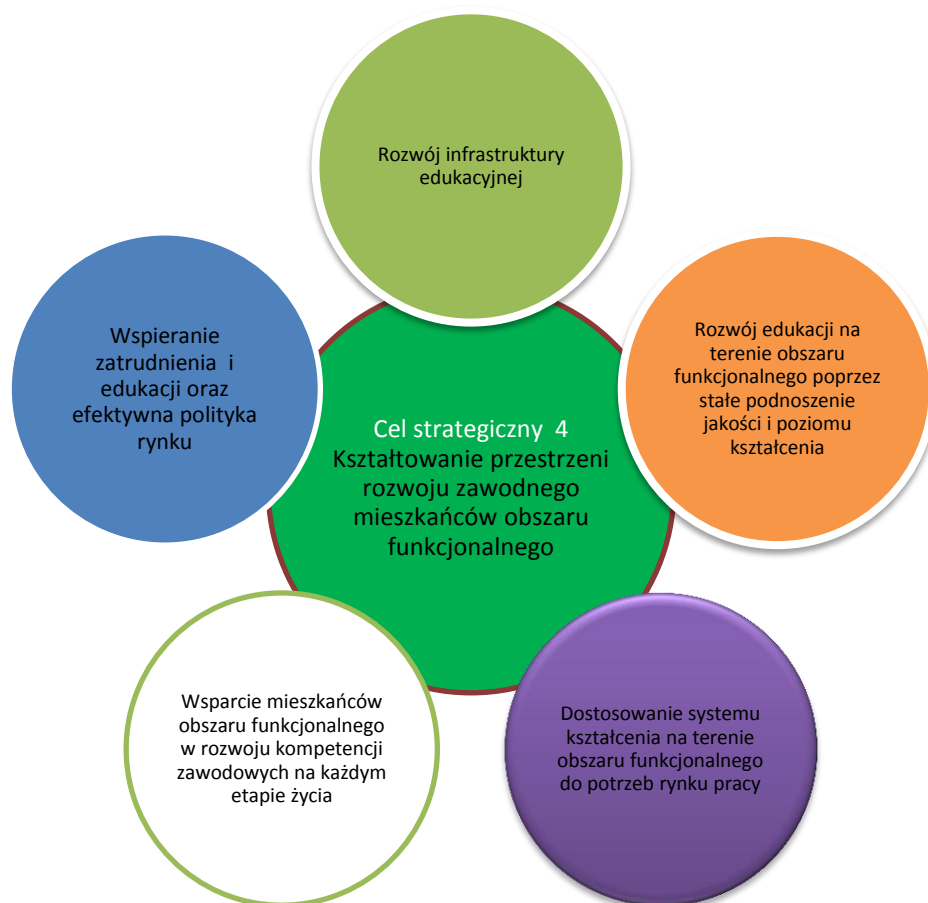 Rozwój infrastruktury
edukacyjnej
Wspieranie
zatrudnienia i
edukacji oraz
efektywna polityka
rynku
Rozwój edukacji na
terenie obszaru
funkcjonalnego poprzez
stałe podnoszenie
jakości i poziomu
kształcenia
Cel strategiczny 4
Kształtowanie przestrzeni
rozwoju zawodnego
mieszkańców obszaru
funkcjonalnego
Wsparcie mieszkańców
obszaru funkcjonalnego
w rozwoju kompetencji
zawodowych na każdym
etapie życia
Dostosowanie systemu
kształcenia na terenie
obszaru funkcjonalnego
do potrzeb rynku pracy